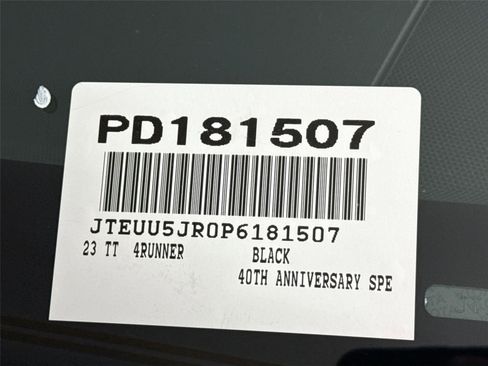 PD181507
JTEUU5JR0P6181507
23 TT 4RUNNER BLACK
40TH ANNIVERSARY SPE